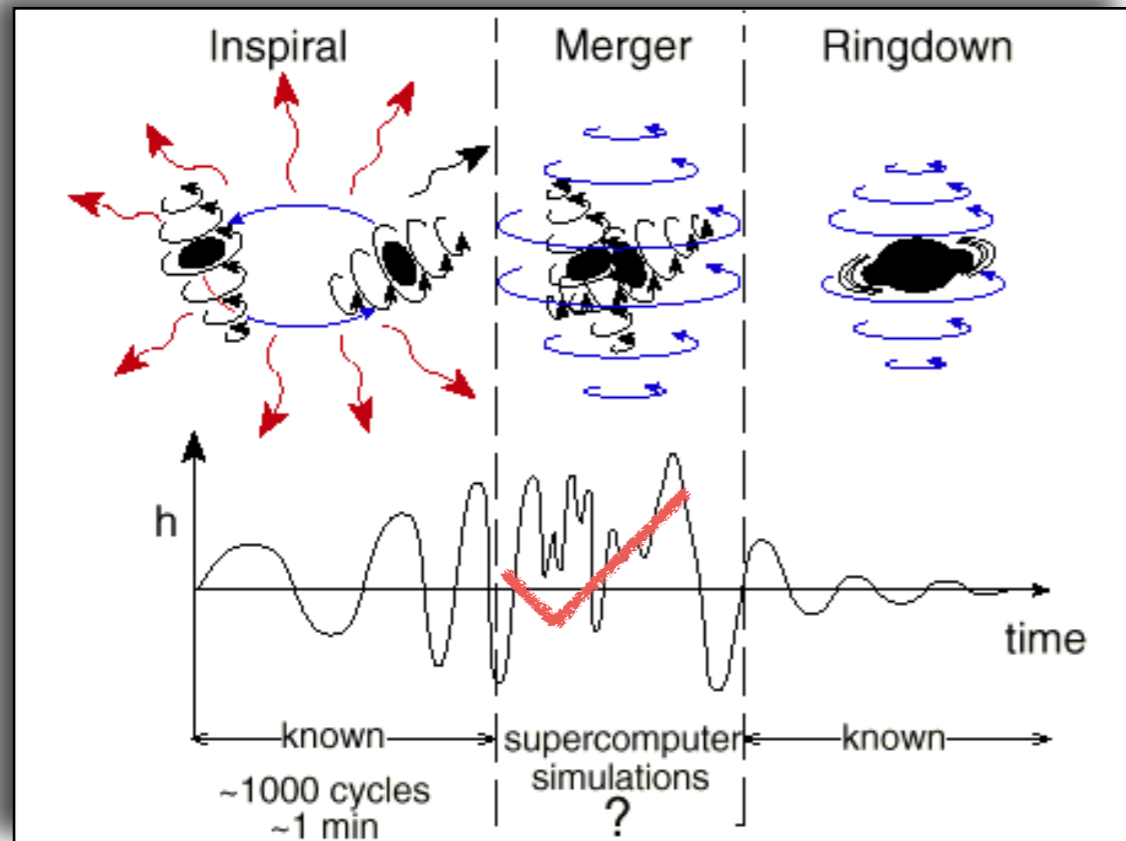 Inspiral
Merger
Ringdown
h
time
known
supercomputer
simulations
?
known
~1000 cycles
~1 min